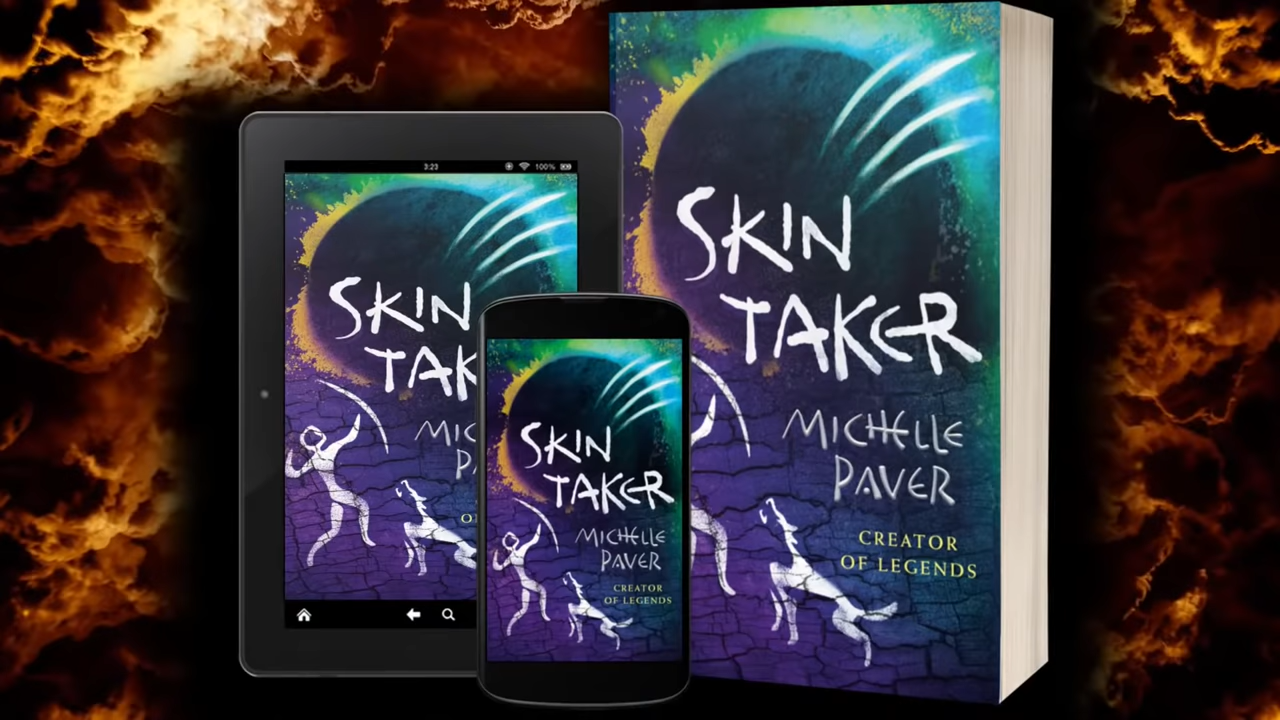 3:23
100%
SKIN
TAK
MIC
PA
SKIN
TAKER
MICHELLE
PAVER
CREATOR
OF LEGENDS
SKIN
TAKER
MICHELLE
PAVER
CREATOR
OF LEGENDS